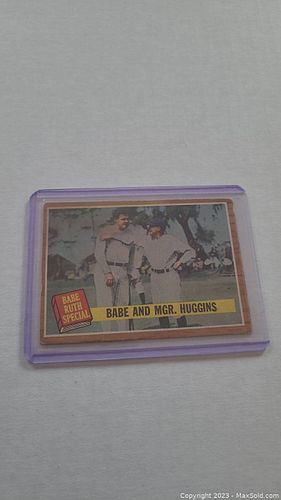 BABE
RUTH
SPECIAL
BABE AND MGR. HUGGINS
Copyright 2023 - MaxSold.com